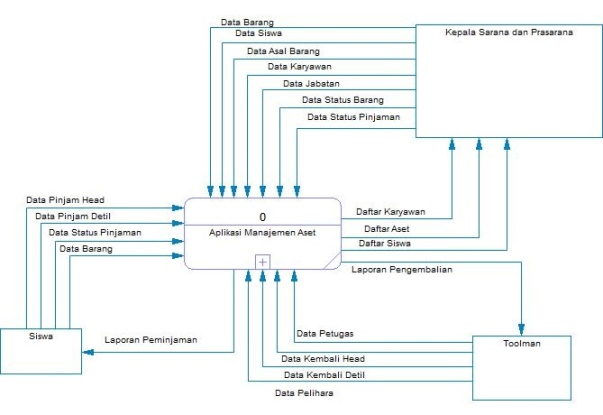 Data Barang
Data Siswa
Kepala Sarana dan Prasarana
Data Asal Barang
Data Karyawan
Data Jabatan
Data Status Barang
Data Status Pinjaman
Data Pinjam Head
Data Pinjam Detil
Data Status Pinjaman
Data Barang
0
Aplikasi Manajemen Aset
Daftar Karyawan
Daftar Aset
Daftar Siswa
Laporan Pengembalian
Siswa
Laporan Peminjaman
Data Petugas
Toolman
Data Kembali Head
Data Kembali Detil
Data Pelihara